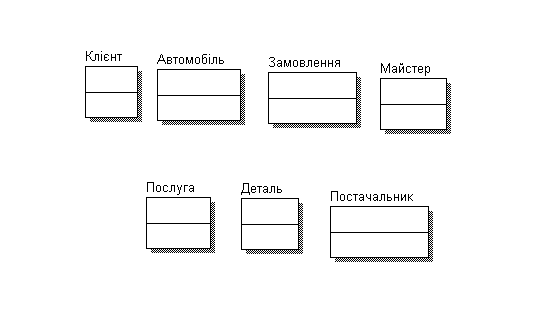 Клієнт
Автомобіль
Замовлення
Майстер
Послуга
Деталь
Постачальник